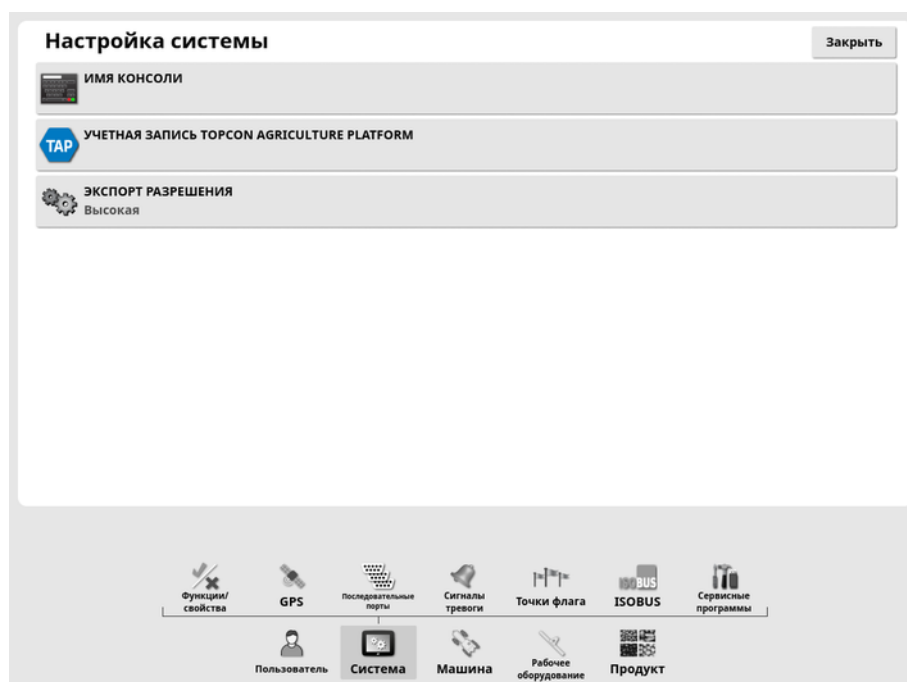 Настройка системы
Закрыть
ИМЯ КОНСОЛИ
TAP
УЧЕТНАЯ ЗАПИСЬ TOPCON AGRICULTURE PLATFORM
ЭКСПОРТ РАЗРЕШЕНИЯ
Высокая
Функции/
свойства
GPS
Последовательные
порты
Сигналы
тревоги
Точки флага
ISOBUS
ISOBUS
Сервисные
программы
Пользователь
Система
Машина
Рабочее
оборудование
Продукт